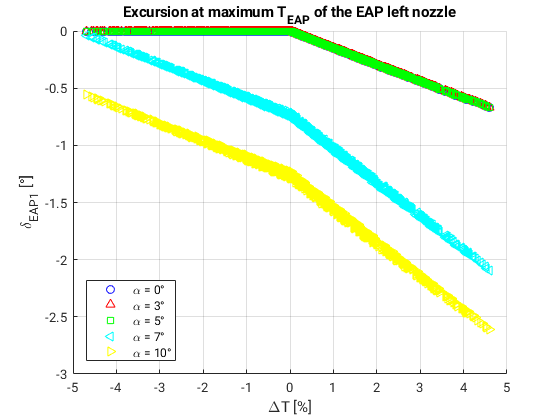 Excursion at maximum T_EAP of the EAP left nozzle
0
-0.5
-1
-1.5
-2
-2.5
-3
δ_EAP1 [°]
α = 0°
α = 3°
α = 5°
α = 7°
α = 10°
-5 -4 -3 -2 -1 0 1 2 3 4 5
ΔT [%]